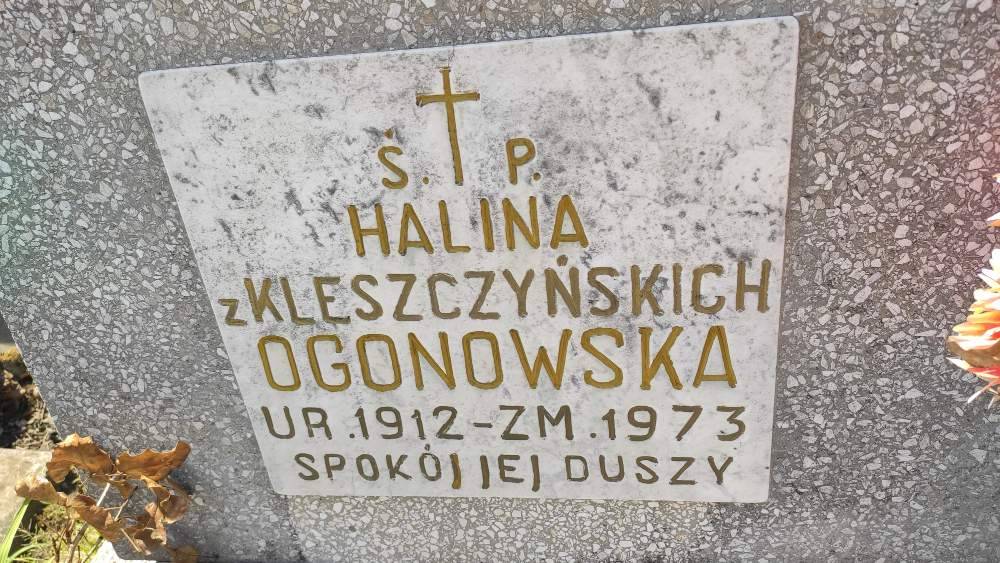 Ś. P.
HALINA
z KLESZCZYŃSKICH
OGONOWSKA
UR. 1912 - ZM. 1973
SPOKÓJ JEJ DUSZY